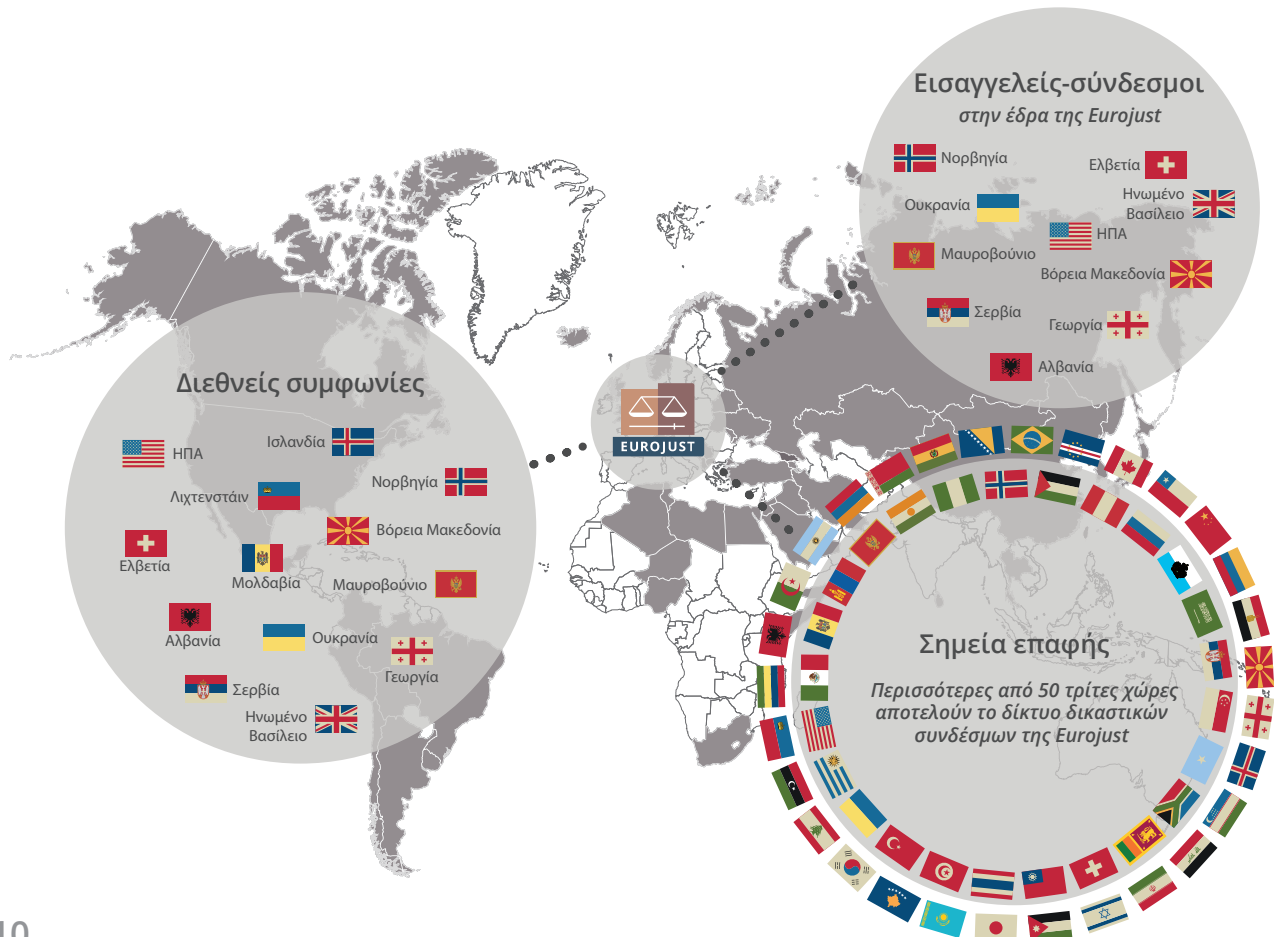 Εισαγγελείς-σύνδεσμοι
στην έδρα της Eurojust
Νορβηγία
Ελβετία
Ουκρανία
Ηνωμένο
Βασίλειο
ΗΠΑ
Μαυροβούνιο
Βόρεια Μακεδονία
Σερβία
Γεωργία
Αλβανία
EUROJUST
Διεθνείς συμφωνίες
ΗΠΑ
Ισλανδία
Νορβηγία
Λιχτενστάιν
Βόρεια Μακεδονία
Ελβετία
Μολδαβία
Μαυροβούνιο
Αλβανία
Ουκρανία
Γεωργία
Σερβία
Ηνωμένο
Βασίλειο
Σημεία επαφής
Περισσότερες από 50 τρίτες χώρες
αποτελούν το δίκτυο δικαστικών
συνδέσμων της Eurojust